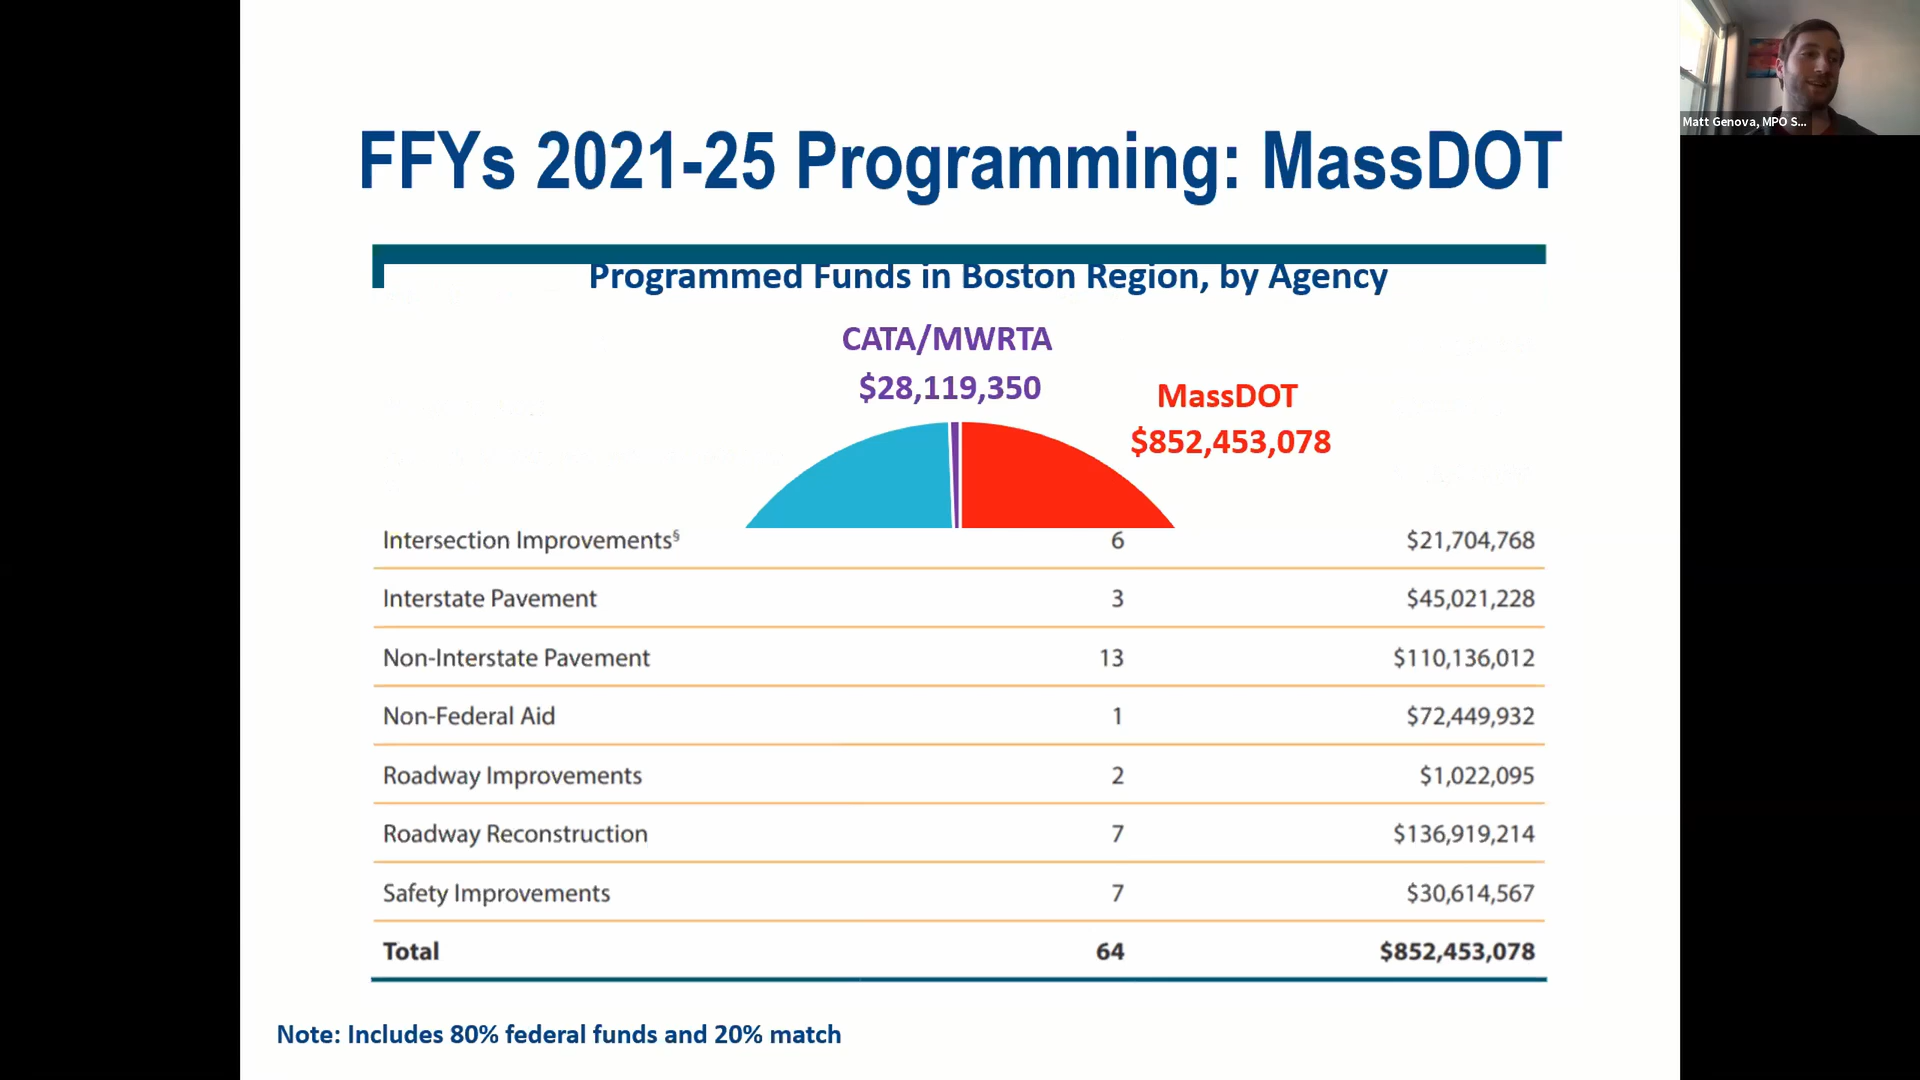 FFYs 2021-25 Programming: MassDOT
Matt Genova, MPO S...
Programmed Funds in Boston Region, by Agency
CATA/MWRTA
$28,119,350
MassDOT
$852,453,078
Intersection Improvements§ 6 $21,704,768
Interstate Pavement 3 $45,021,228
Non-Interstate Pavement 13 $110,136,012
Non-Federal Aid 1 $72,449,932
Roadway Improvements 2 $1,022,095
Roadway Reconstruction 7 $136,919,214
Safety Improvements 7 $30,614,567
Total 64 $852,453,078
Note: Includes 80% federal funds and 20% match